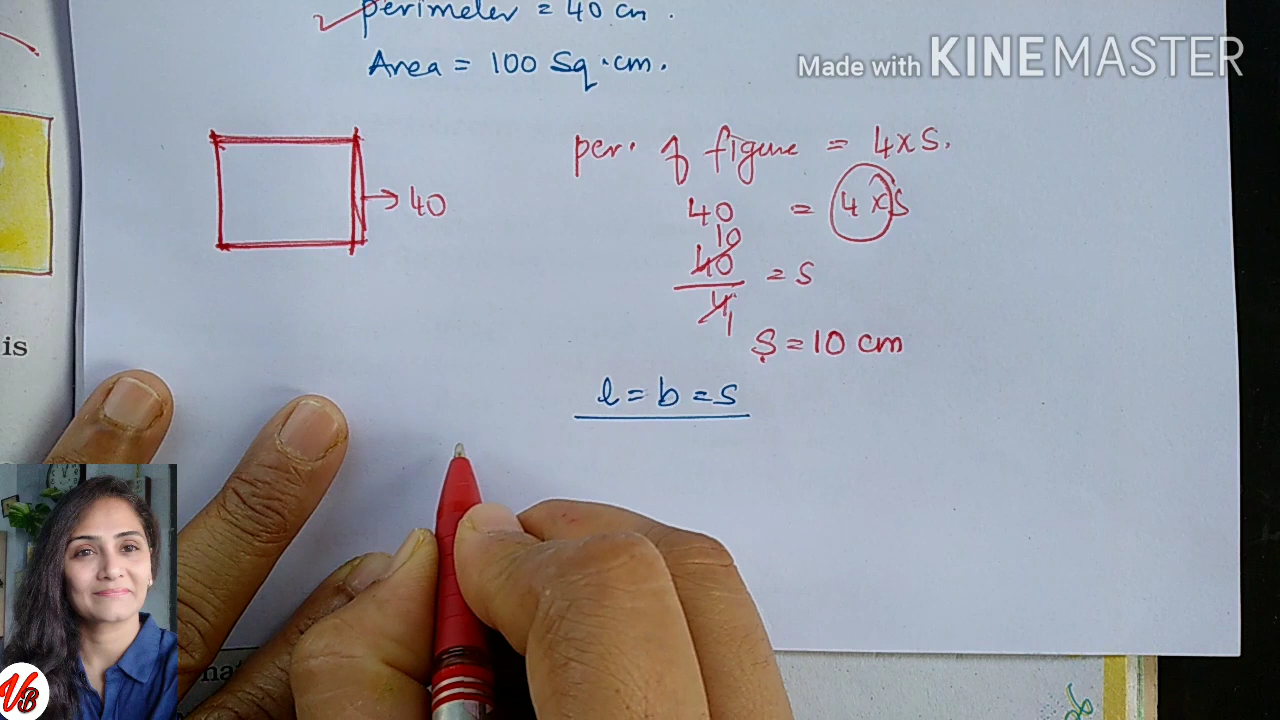 perimeter = 40 cm.
Area = 100 Sq.cm.
Made with KINEMASTER
per. of figure = 4×S.
→ 40
40 = 4×S
10
40
4
1
= S
S = 10 cm
l = b = S
is
VB